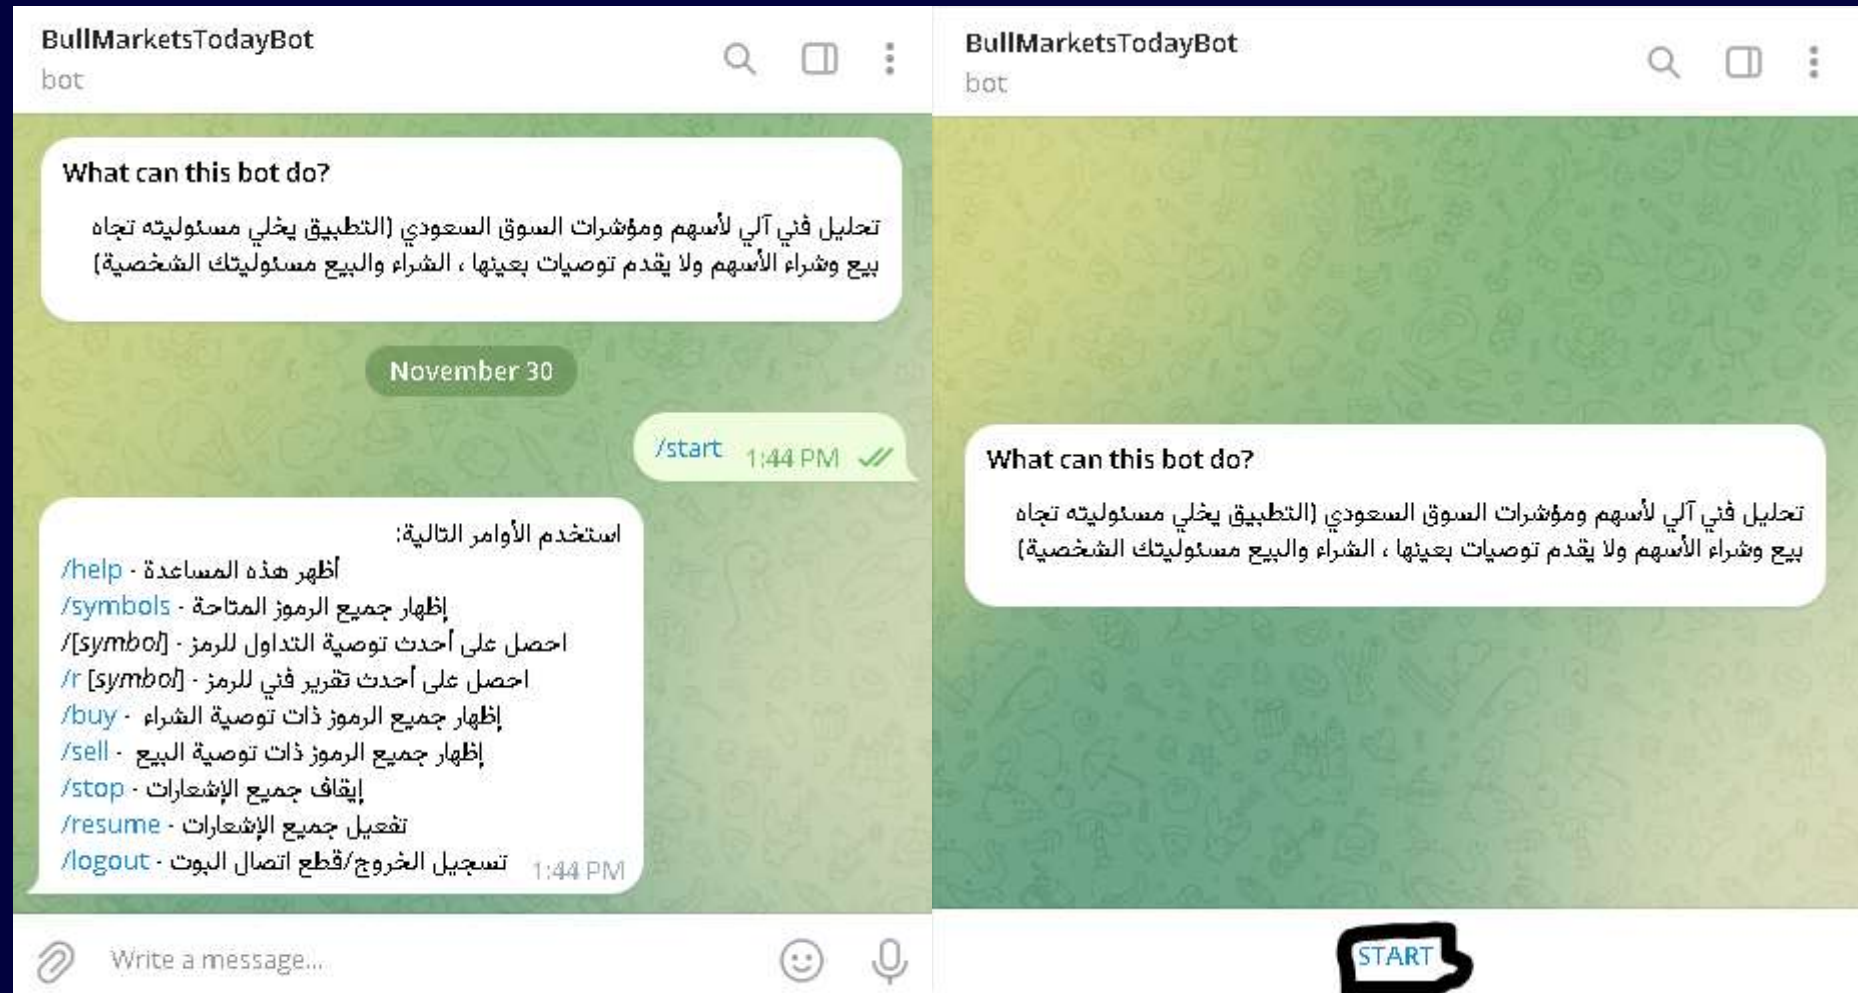 BullMarketsTodayBot
bot
What can this bot do?
تحليل فني آلي لأسهم ومؤشرات السوق السعودي (التطبيق يخلي مسئوليته تجاه
بيع وشراء الأسهم ولا يقدم توصيات بعينها ، الشراء والبيع مسئوليتك الشخصية)
November 30
/start 1:44 PM
استخدم الأوامر التالية:
/help - أظهر هذه المساعدة
/symbols - إظهار جميع الرموز المتاحة
/[symbol] - احصل على أحدث توصية التداول للرمز
/r [symbol] - احصل على أحدث تقرير فني للرمز
/buy - إظهار جميع الرموز ذات توصية الشراء
/sell - إظهار جميع الرموز ذات توصية البيع
/stop - إيقاف جميع الإشعارات
/resume - تفعيل جميع الإشعارات
/logout - تسجيل الخروج/قطع اتصال البوت 1:44 PM
Write a message...
BullMarketsTodayBot
bot
What can this bot do?
تحليل فني آلي لأسهم ومؤشرات السوق السعودي (التطبيق يخلي مسئوليته تجاه
بيع وشراء الأسهم ولا يقدم توصيات بعينها ، الشراء والبيع مسئوليتك الشخصية)
START